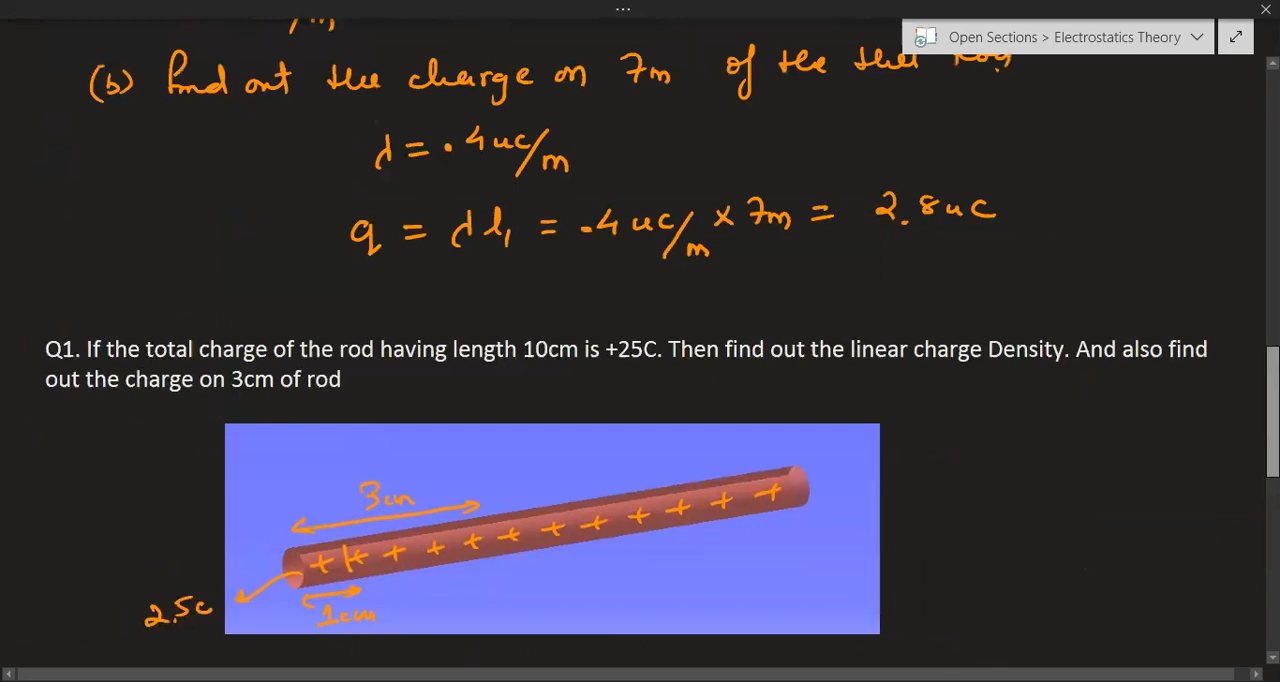 ...
/m
Open Sections > Electrostatics Theory
(b) Find out the charge on 7m of the the Rod
λ = .4uc/m
q = λl₁ = .4uc/m × 7m = 2.8uc
Q1. If the total charge of the rod having length 10cm is +25C. Then find out the linear charge Density. And also find
out the charge on 3cm of rod
3cm
+ + + + + + + + + + + +
1cm
2.5c